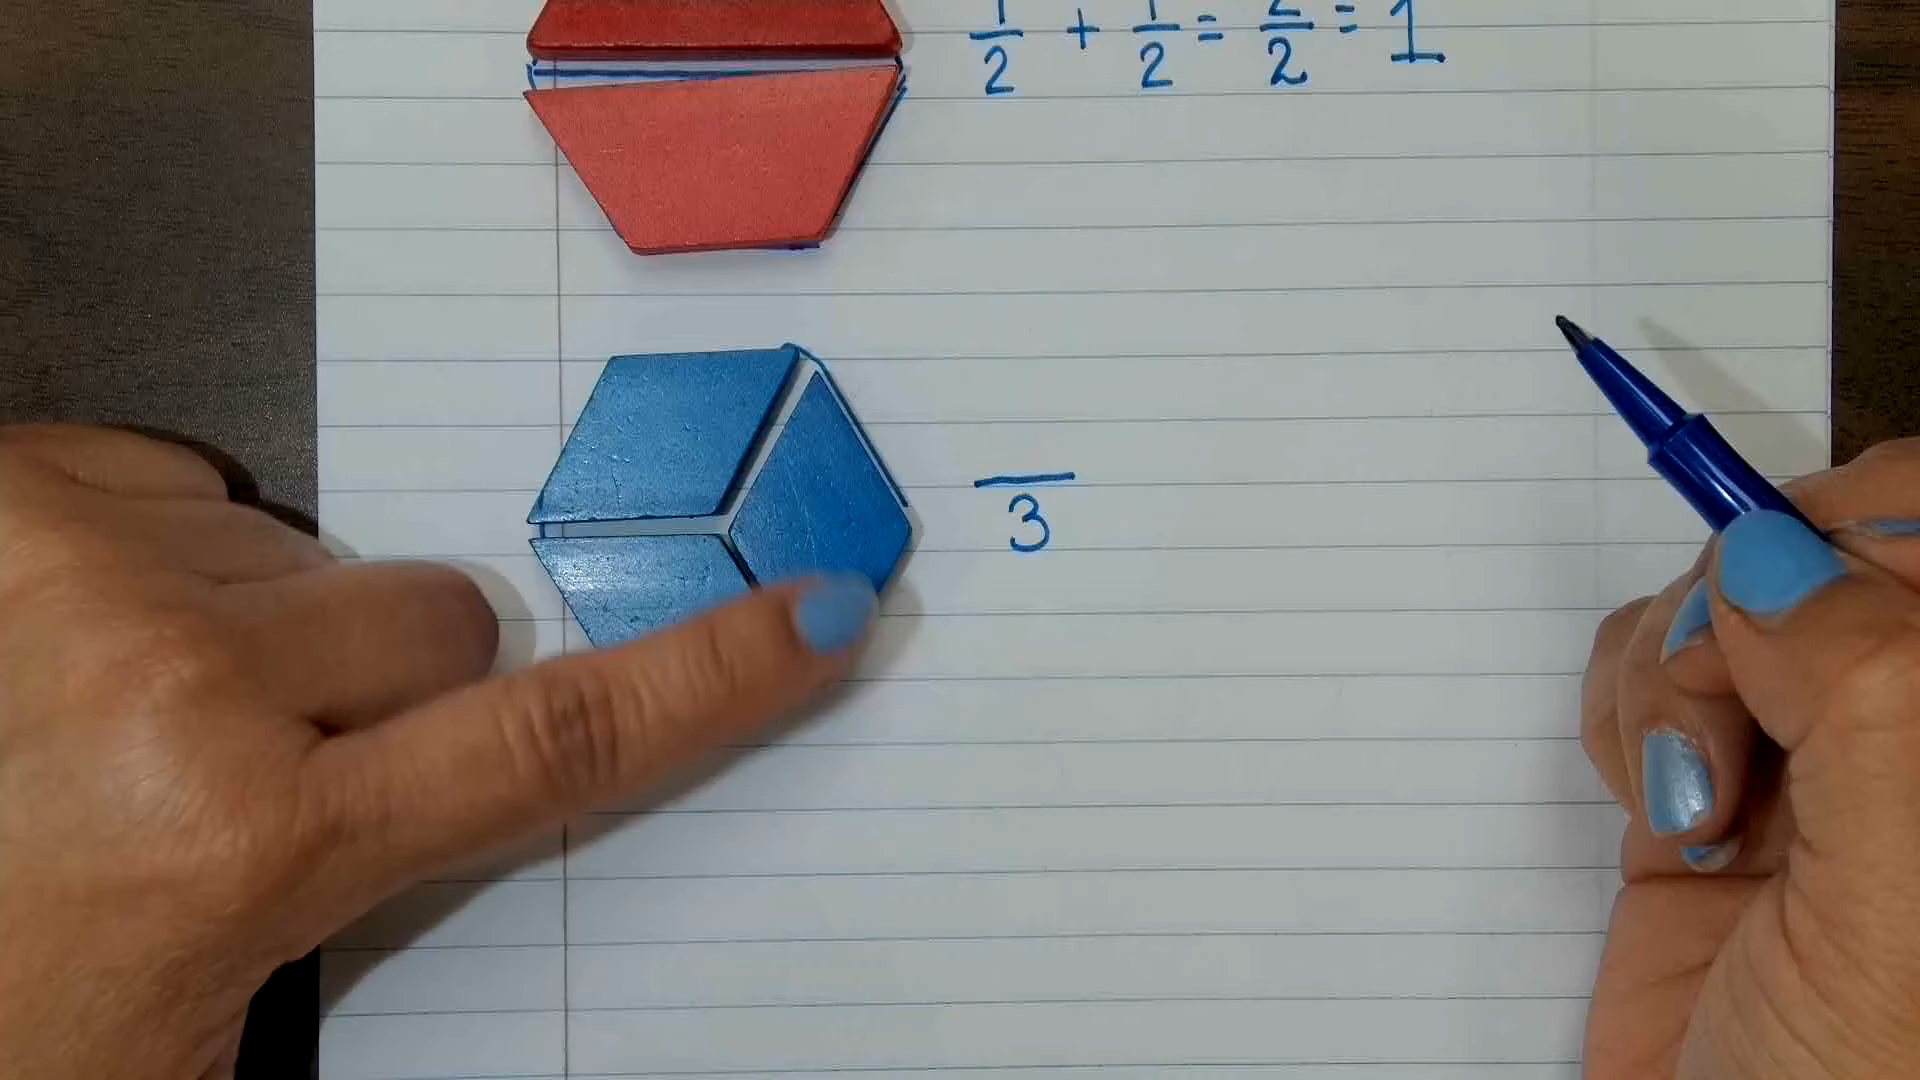 1/2 + 1/2 = 2/2 = 1
/3